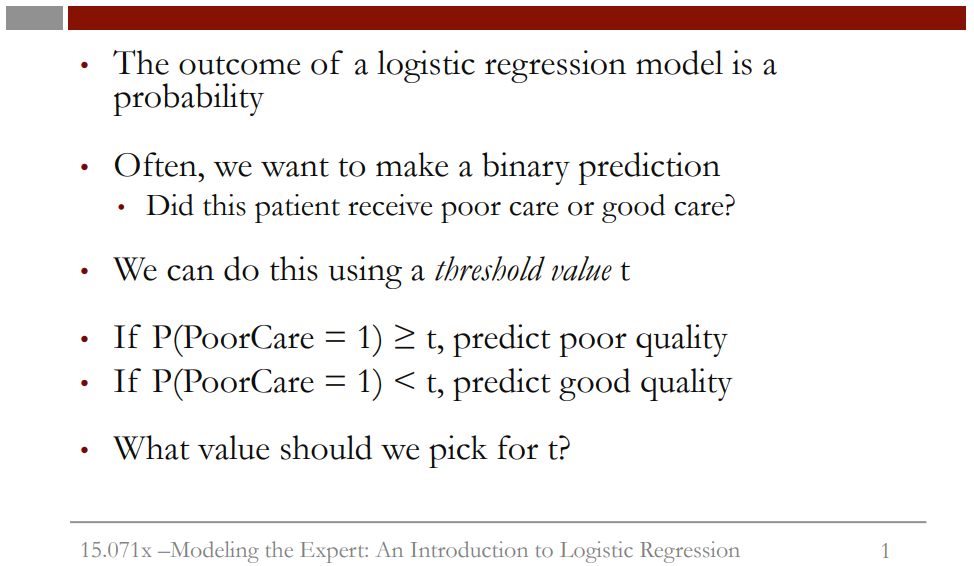 • The outcome of a logistic regression model is a
probability
• Often, we want to make a binary prediction
• Did this patient receive poor care or good care?
• We can do this using a threshold value t
• If P(PoorCare = 1) ≥ t, predict poor quality
• If P(PoorCare = 1) < t, predict good quality
• What value should we pick for t?
15.071x –Modeling the Expert: An Introduction to Logistic Regression 1